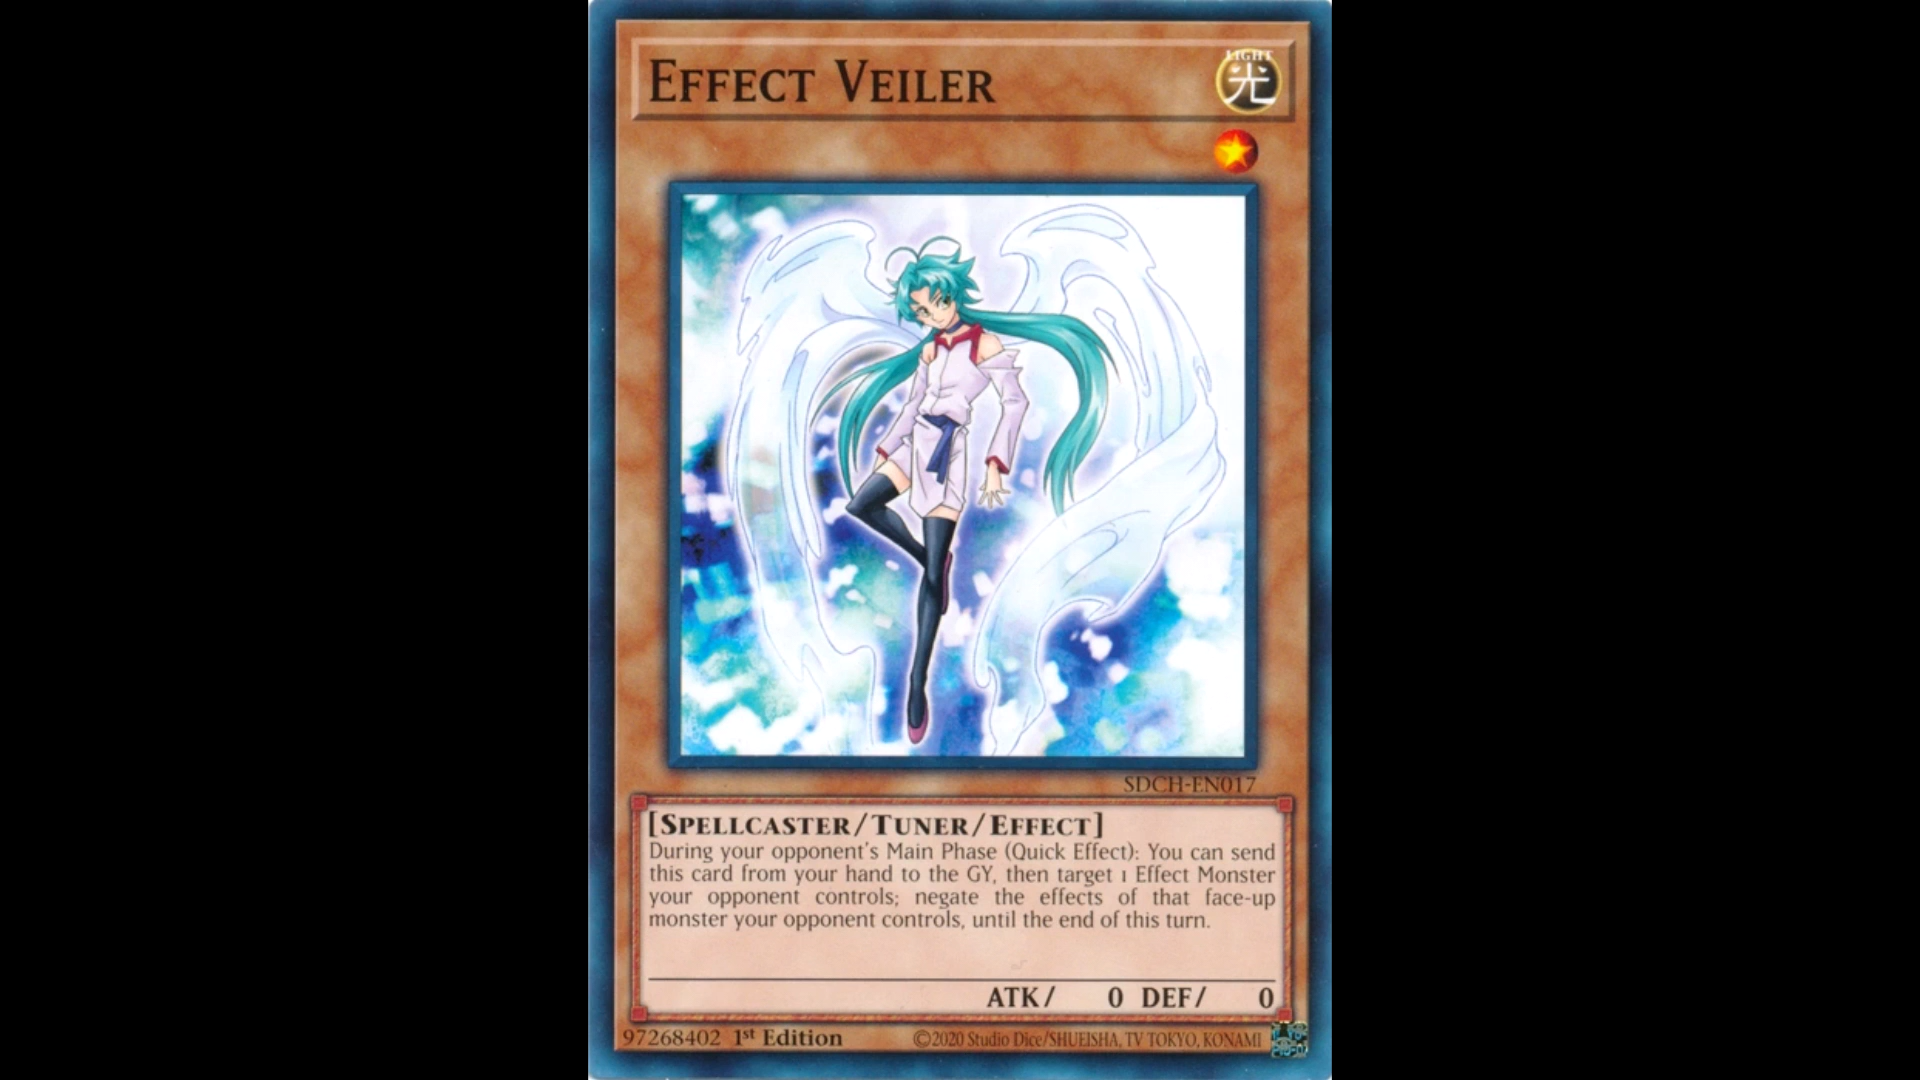 EFFECT VEILER
LIGHT
光
SDCH-EN017
[SPELLCASTER/TUNER/EFFECT]
During your opponent's Main Phase (Quick Effect): You can send
this card from your hand to the GY, then target 1 Effect Monster
your opponent controls; negate the effects of that face-up
monster your opponent controls, until the end of this turn.
ATK/ 0 DEF/ 0
97268402 1st Edition ©2020 Studio Dice/SHUEISHA, TV TOKYO, KONAMI